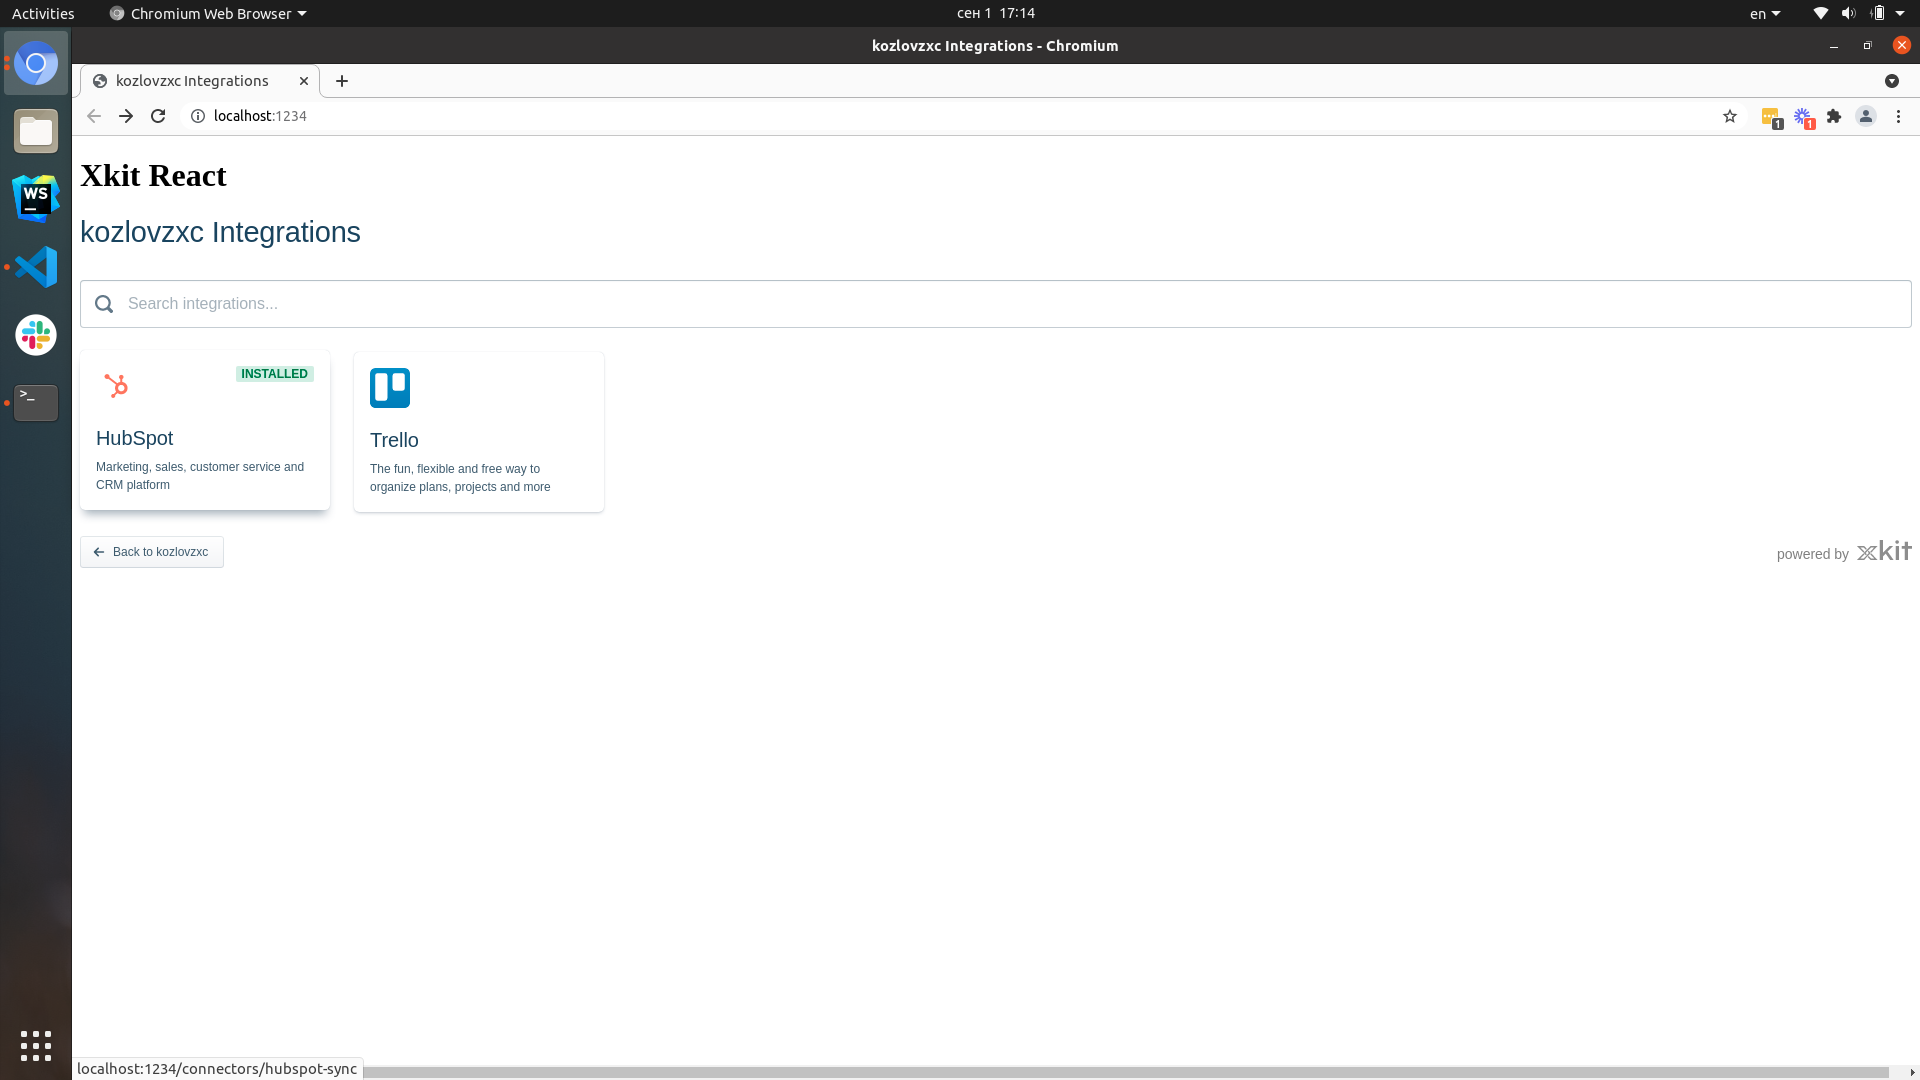 Activities
Chromium Web Browser
сен 1 17:14
en
kozlovzxc Integrations - Chromium
kozlovzxc Integrations
localhost:1234
1
1
WS
>_
Xkit React
kozlovzxc Integrations
Search integrations...
INSTALLED
HubSpot
Marketing, sales, customer service and
CRM platform
Trello
The fun, flexible and free way to
organize plans, projects and more
Back to kozlovzxc
powered by xkit
localhost:1234/connectors/hubspot-sync